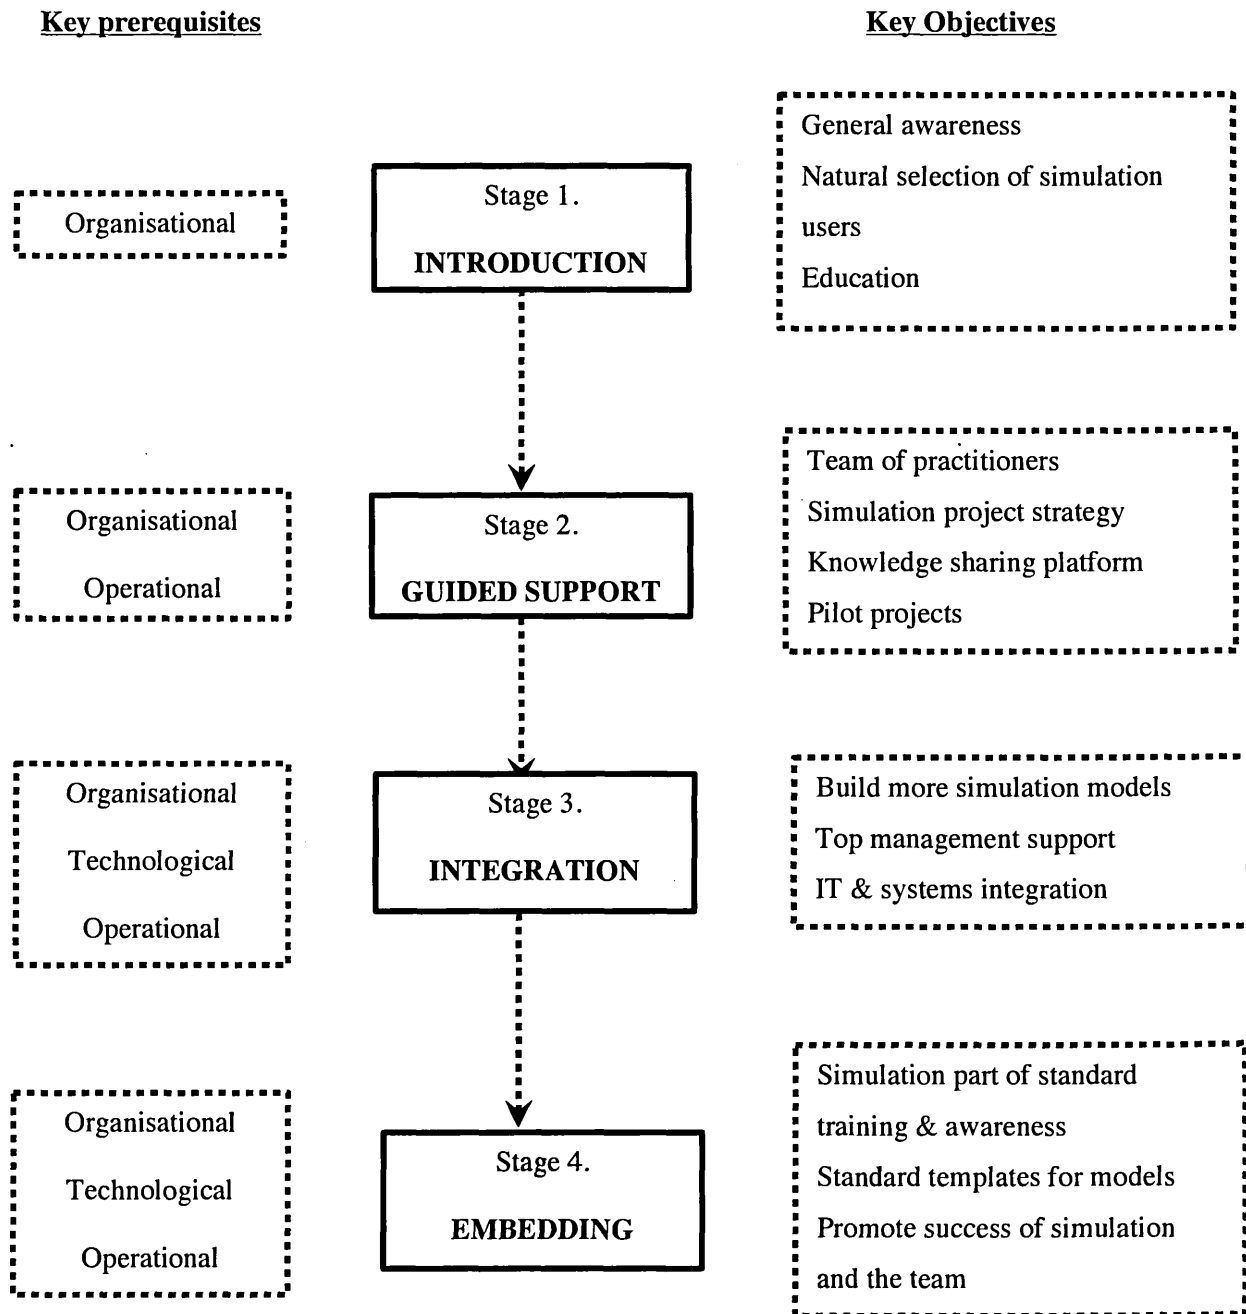 Key prerequisites
Key Objectives
Organisational
Stage 1.
INTRODUCTION
General awareness
Natural selection of simulation
users
Education
Organisational
Operational
Stage 2.
GUIDED SUPPORT
Team of practitioners
Simulation project strategy
Knowledge sharing platform
Pilot projects
Organisational
Technological
Operational
Stage 3.
INTEGRATION
Build more simulation models
Top management support
IT & systems integration
Organisational
Technological
Operational
Stage 4.
EMBEDDING
Simulation part of standard
training & awareness
Standard templates for models
Promote success of simulation
and the team